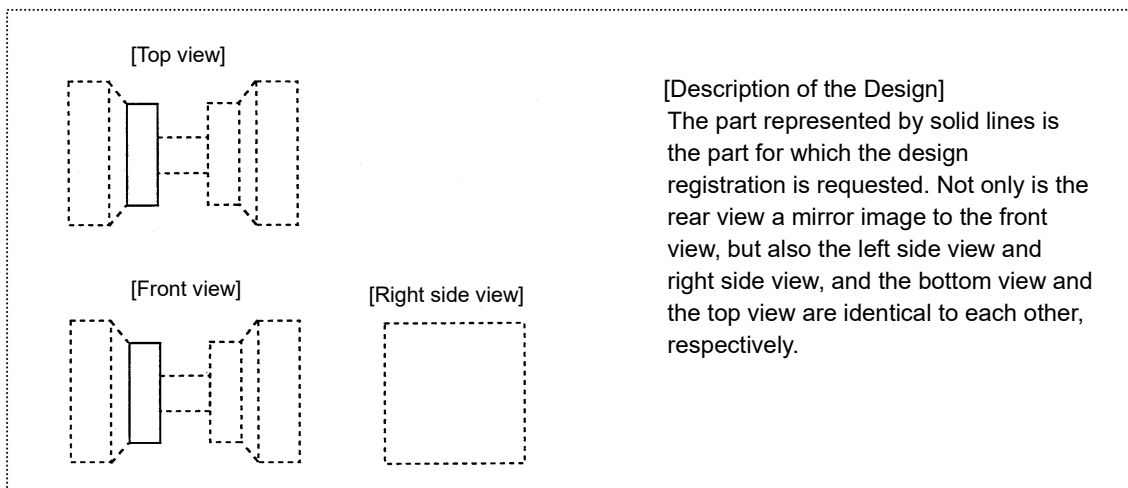 [Top view]
[Description of the Design]
The part represented by solid lines is
the part for which the design
registration is requested. Not only is the
rear view a mirror image to the front
view, but also the left side view and
right side view, and the bottom view and
the top view are identical to each other,
respectively.
[Front view]
[Right side view]